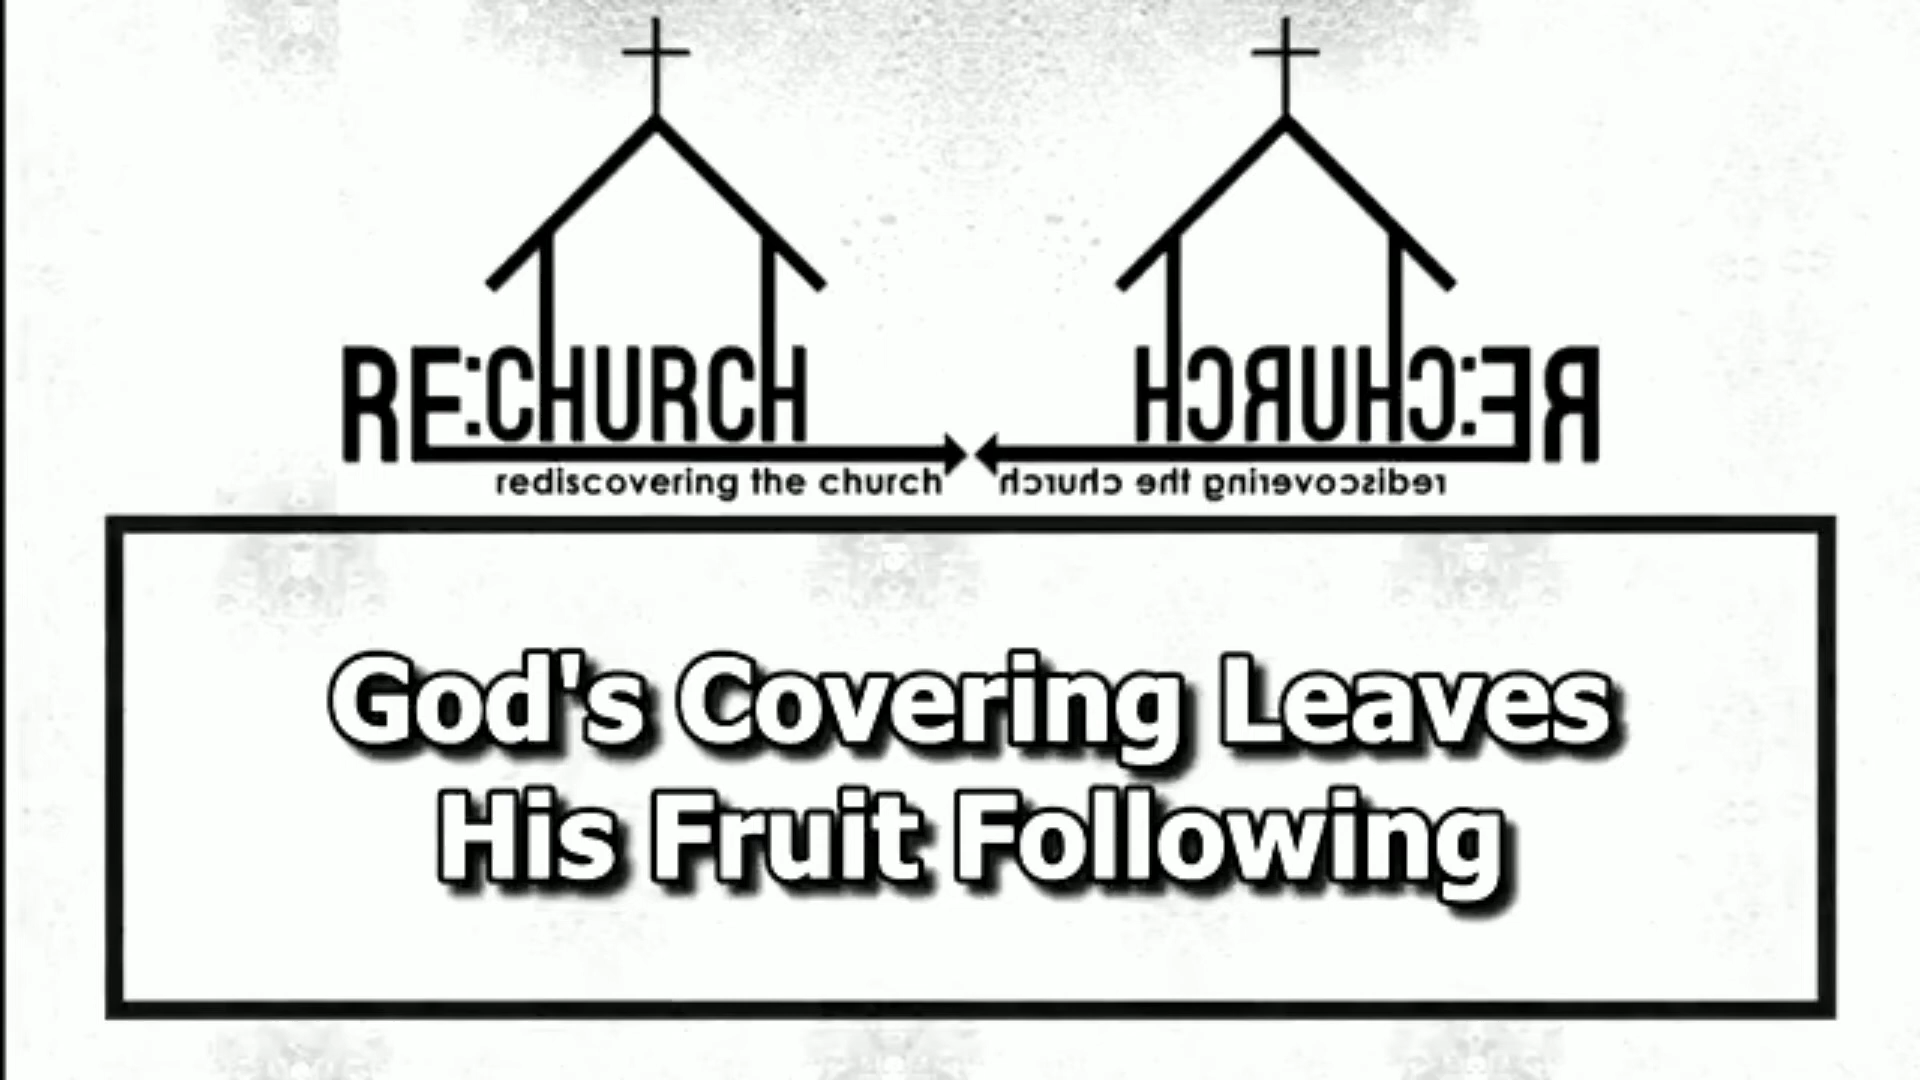 RE:CHURCH RE:CHURCH
rediscovering the church rediscovering the church
God's Covering Leaves
His Fruit Following